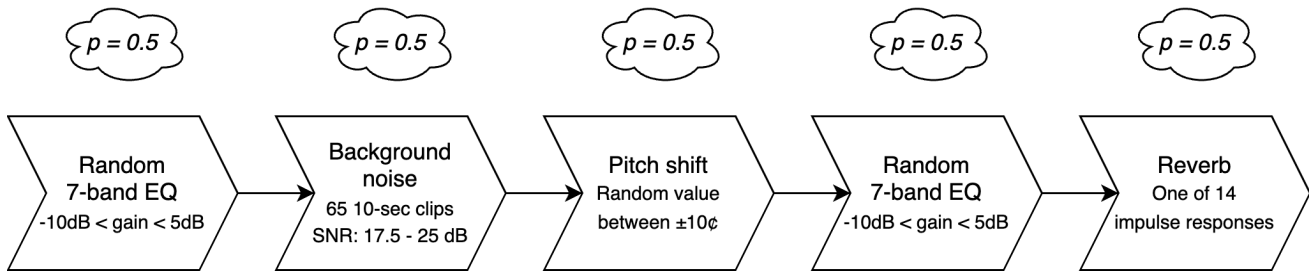 p = 0.5
p = 0.5
p = 0.5
p = 0.5
p = 0.5
Random
7-band EQ
-10dB < gain < 5dB
Background
noise
65 10-sec clips
SNR: 17.5 - 25 dB
Pitch shift
Random value
between ±10¢
Random
7-band EQ
-10dB < gain < 5dB
Reverb
One of 14
impulse responses